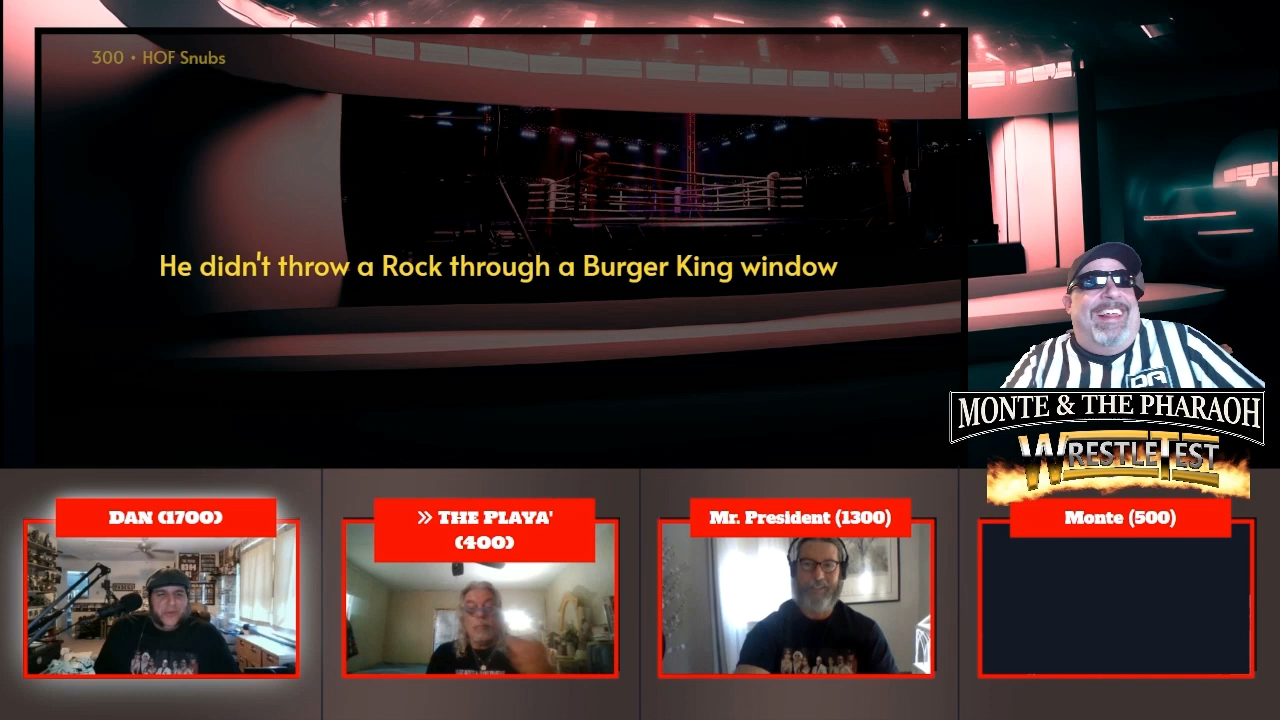 300 • HOF Snubs
He didn't throw a Rock through a Burger King window
MONTE & THE PHARAOH
WRESTLETEST
DAN (1700)
» THE PLAYA'
(400)
Mr. President (1300)
Monte (500)